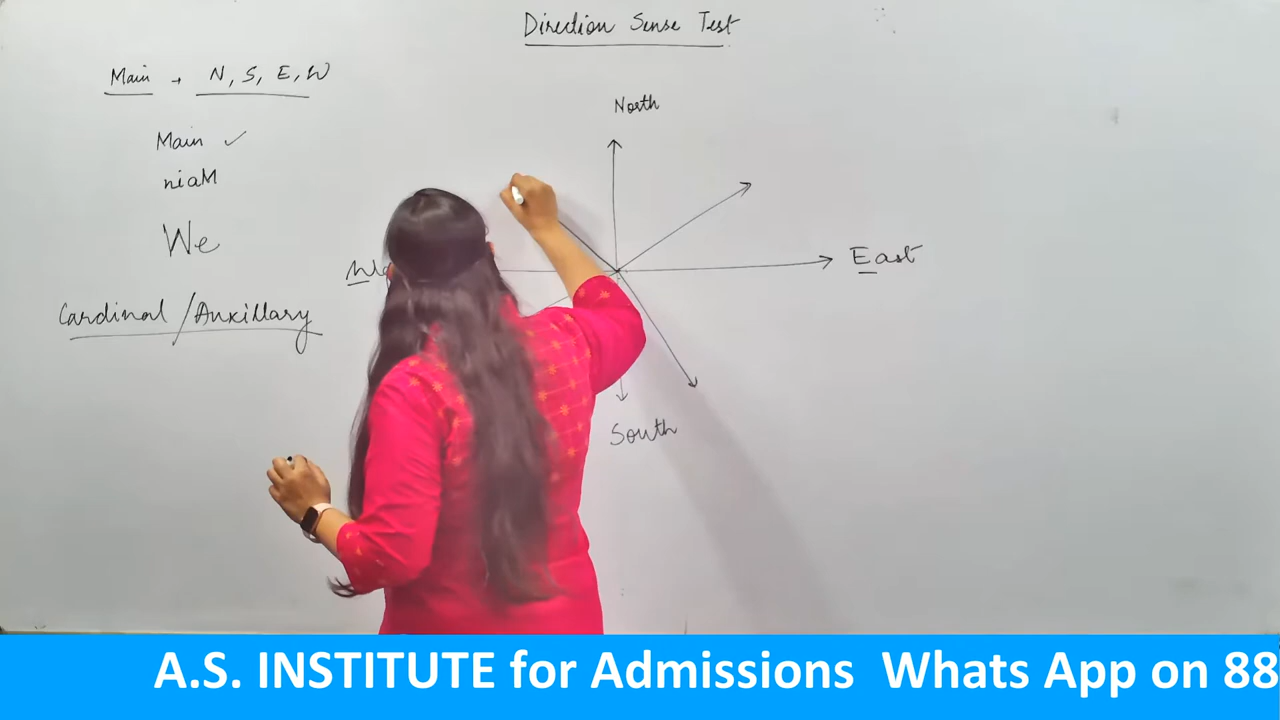 Direction Sense Test
Main → N, S, E, W
North
Main ✓
niaM
We
East
Cardinal / Auxillary
South
A.S. INSTITUTE for Admissions Whats App on 88